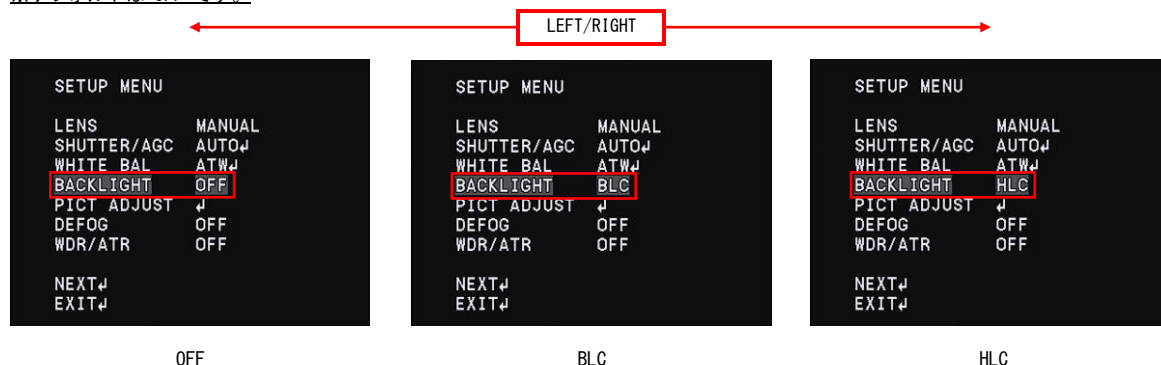 LEFT/RIGHT
SETUP MENU
LENS MANUAL
SHUTTER/AGC AUTO↲
WHITE BAL ATW↲
BACKLIGHT OFF
PICT ADJUST ↲
DEFOG OFF
WDR/ATR OFF
NEXT↲
EXIT↲
OFF
SETUP MENU
LENS MANUAL
SHUTTER/AGC AUTO↲
WHITE BAL ATW↲
BACKLIGHT BLC
PICT ADJUST ↲
DEFOG OFF
WDR/ATR OFF
NEXT↲
EXIT↲
BLC
SETUP MENU
LENS MANUAL
SHUTTER/AGC AUTO↲
WHITE BAL ATW↲
BACKLIGHT HLC
PICT ADJUST ↲
DEFOG OFF
WDR/ATR OFF
NEXT↲
EXIT↲
HLC